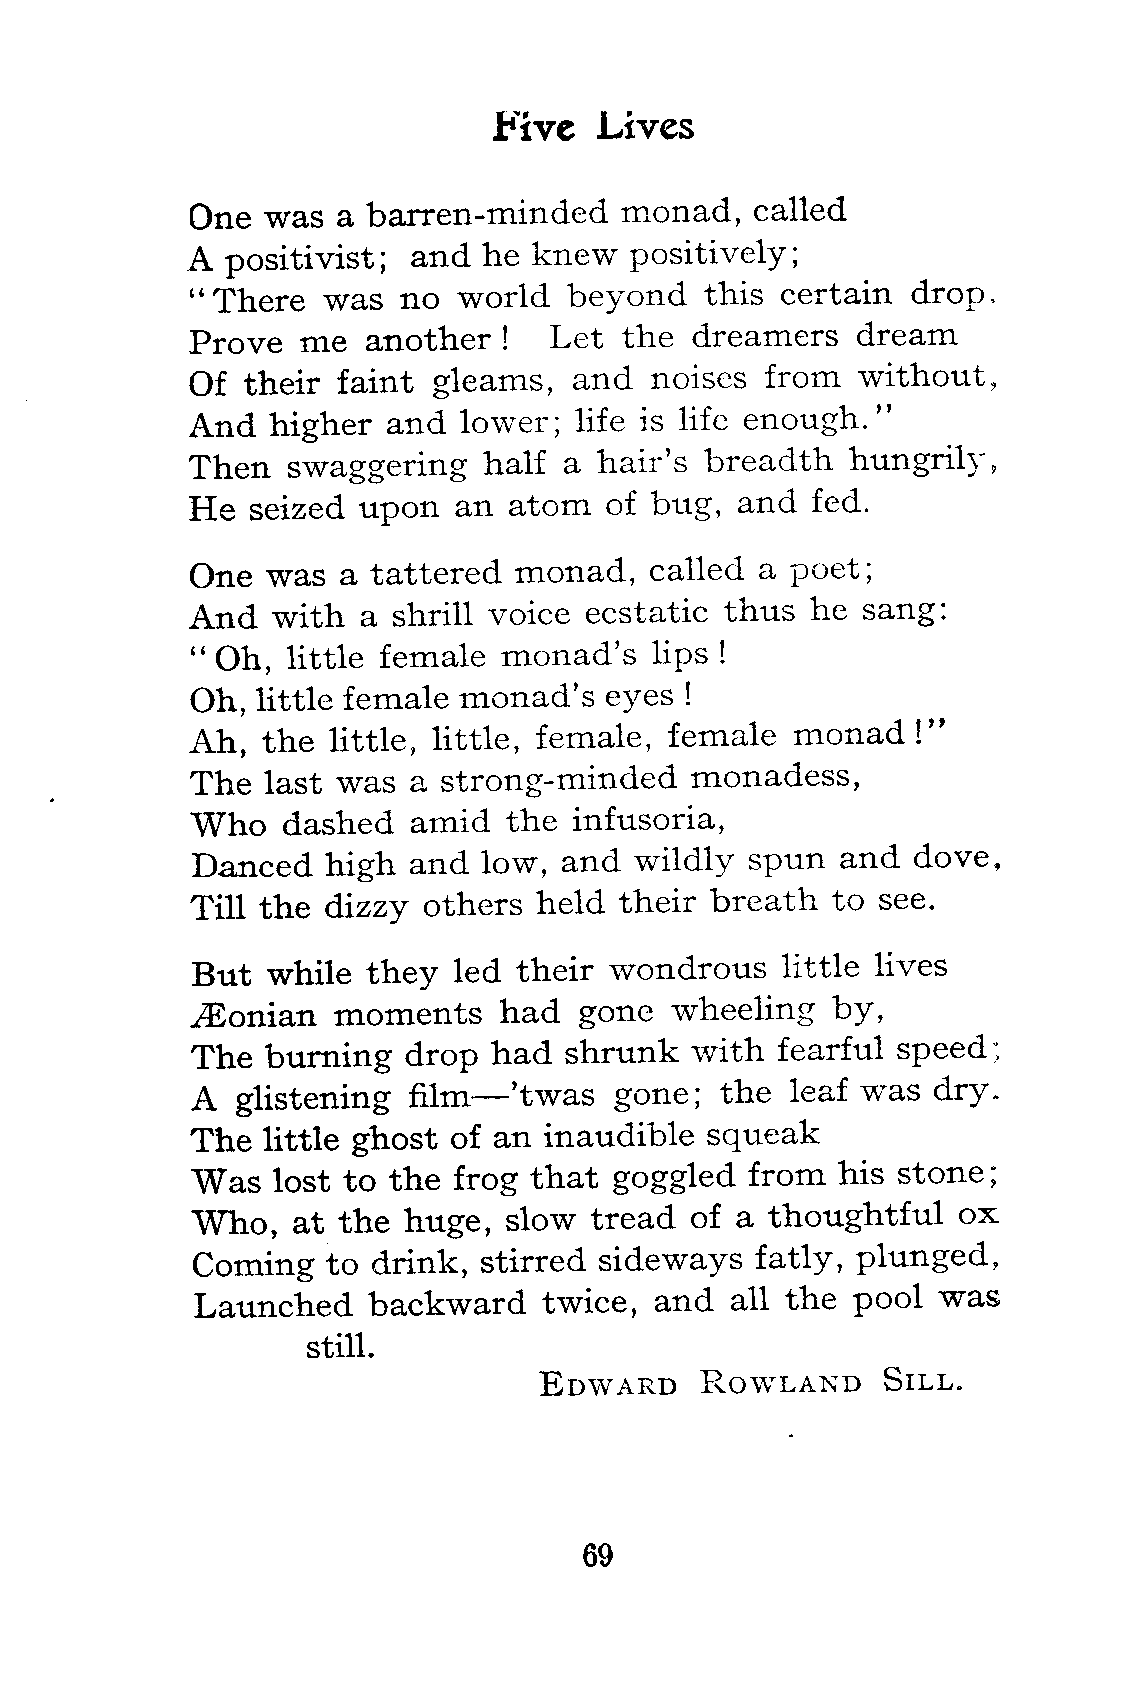 Five Lives
One was a barren-minded monad, called
A positivist; and he knew positively;
"There was no world beyond this certain drop.
Prove me another! Let the dreamers dream
Of their faint gleams, and noises from without,
And higher and lower; life is life enough."
Then swaggering half a hair's breadth hungrily,
He seized upon an atom of bug, and fed.
One was a tattered monad, called a poet;
And with a shrill voice ecstatic thus he sang:
"Oh, little female monad's lips!
Oh, little female monad's eyes!
Ah, the little, little, female, female monad!"
The last was a strong-minded monadess,
Who dashed amid the infusoria,
Danced high and low, and wildly spun and dove,
Till the dizzy others held their breath to see.
But while they led their wondrous little lives
Æonian moments had gone wheeling by,
The burning drop had shrunk with fearful speed;
A glistening film—'twas gone; the leaf was dry.
The little ghost of an inaudible squeak
Was lost to the frog that goggled from his stone;
Who, at the huge, slow tread of a thoughtful ox
Coming to drink, stirred sideways fatly, plunged,
Launched backward twice, and all the pool was
still.
EDWARD ROWLAND SILL.
69